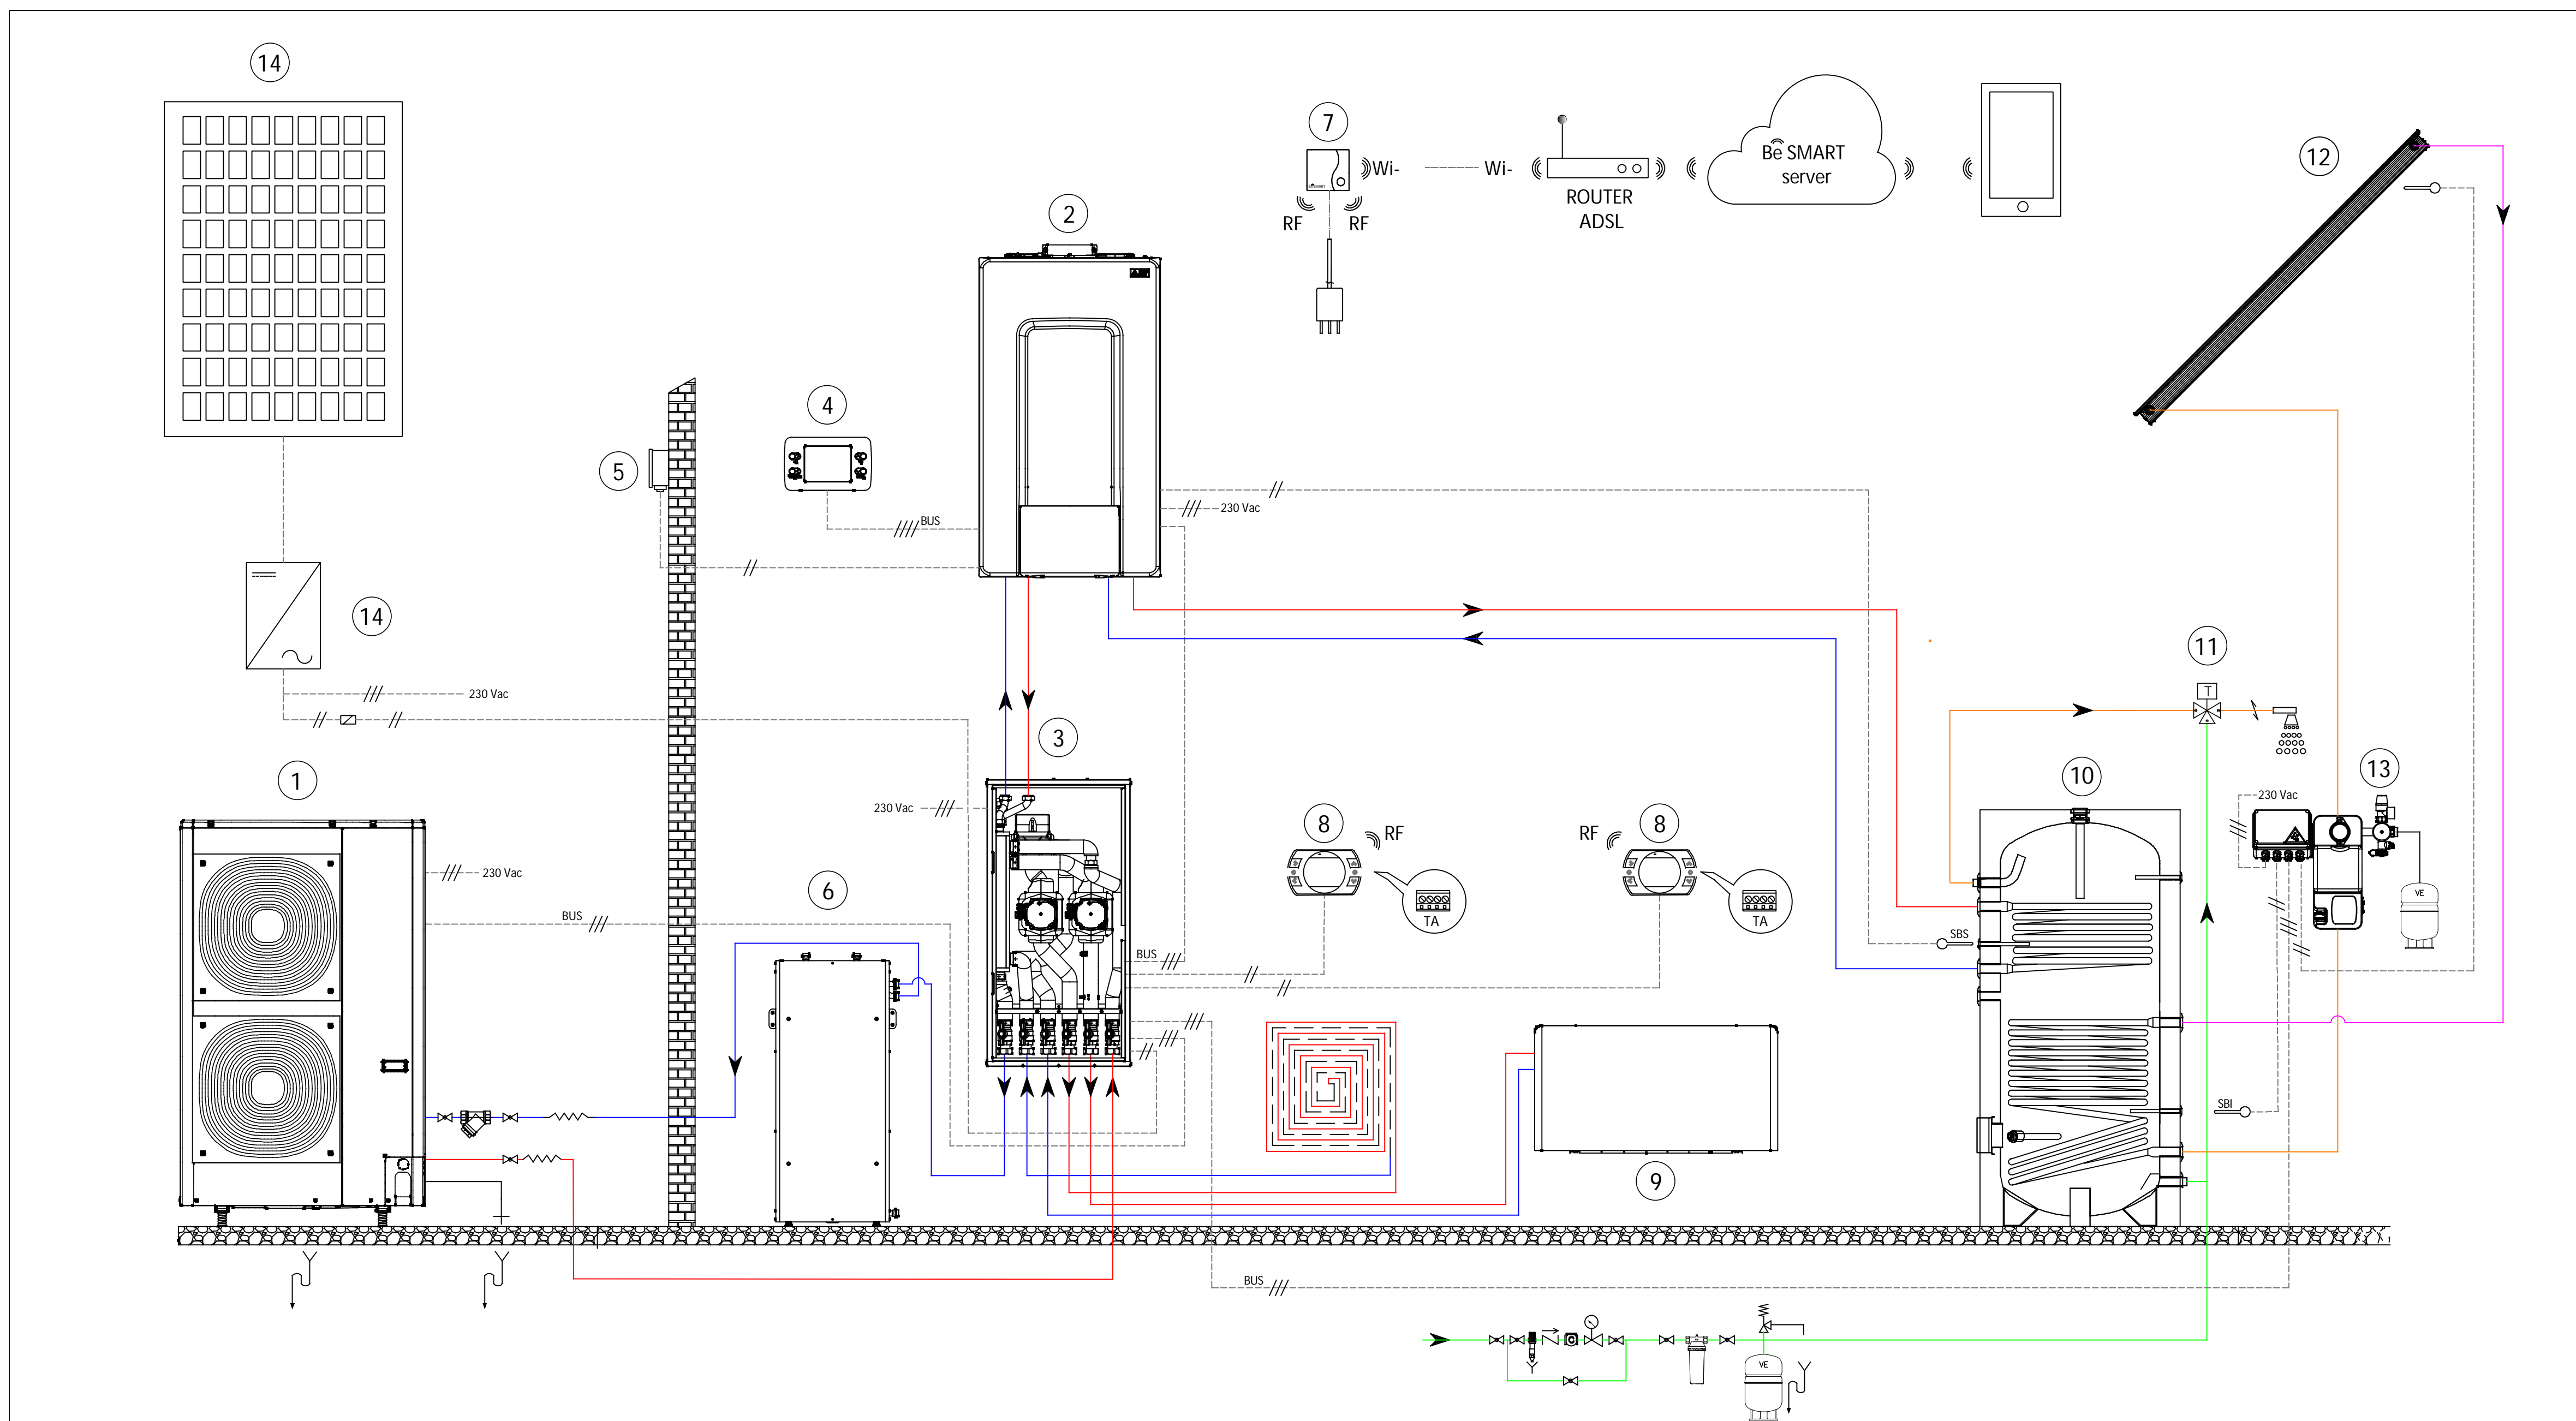 14
7
Wi-
Wi-
Be SMART
server
ROUTER
ADSL
RF
RF
12
2
4
5
BUS
230 Vac
14
11
T
230 Vac
3
10
13
1
230 Vac
230 Vac
8
RF
RF
8
230 Vac
6
VE
TA
TA
BUS
SBS
BUS
SBI
9
BUS
VE